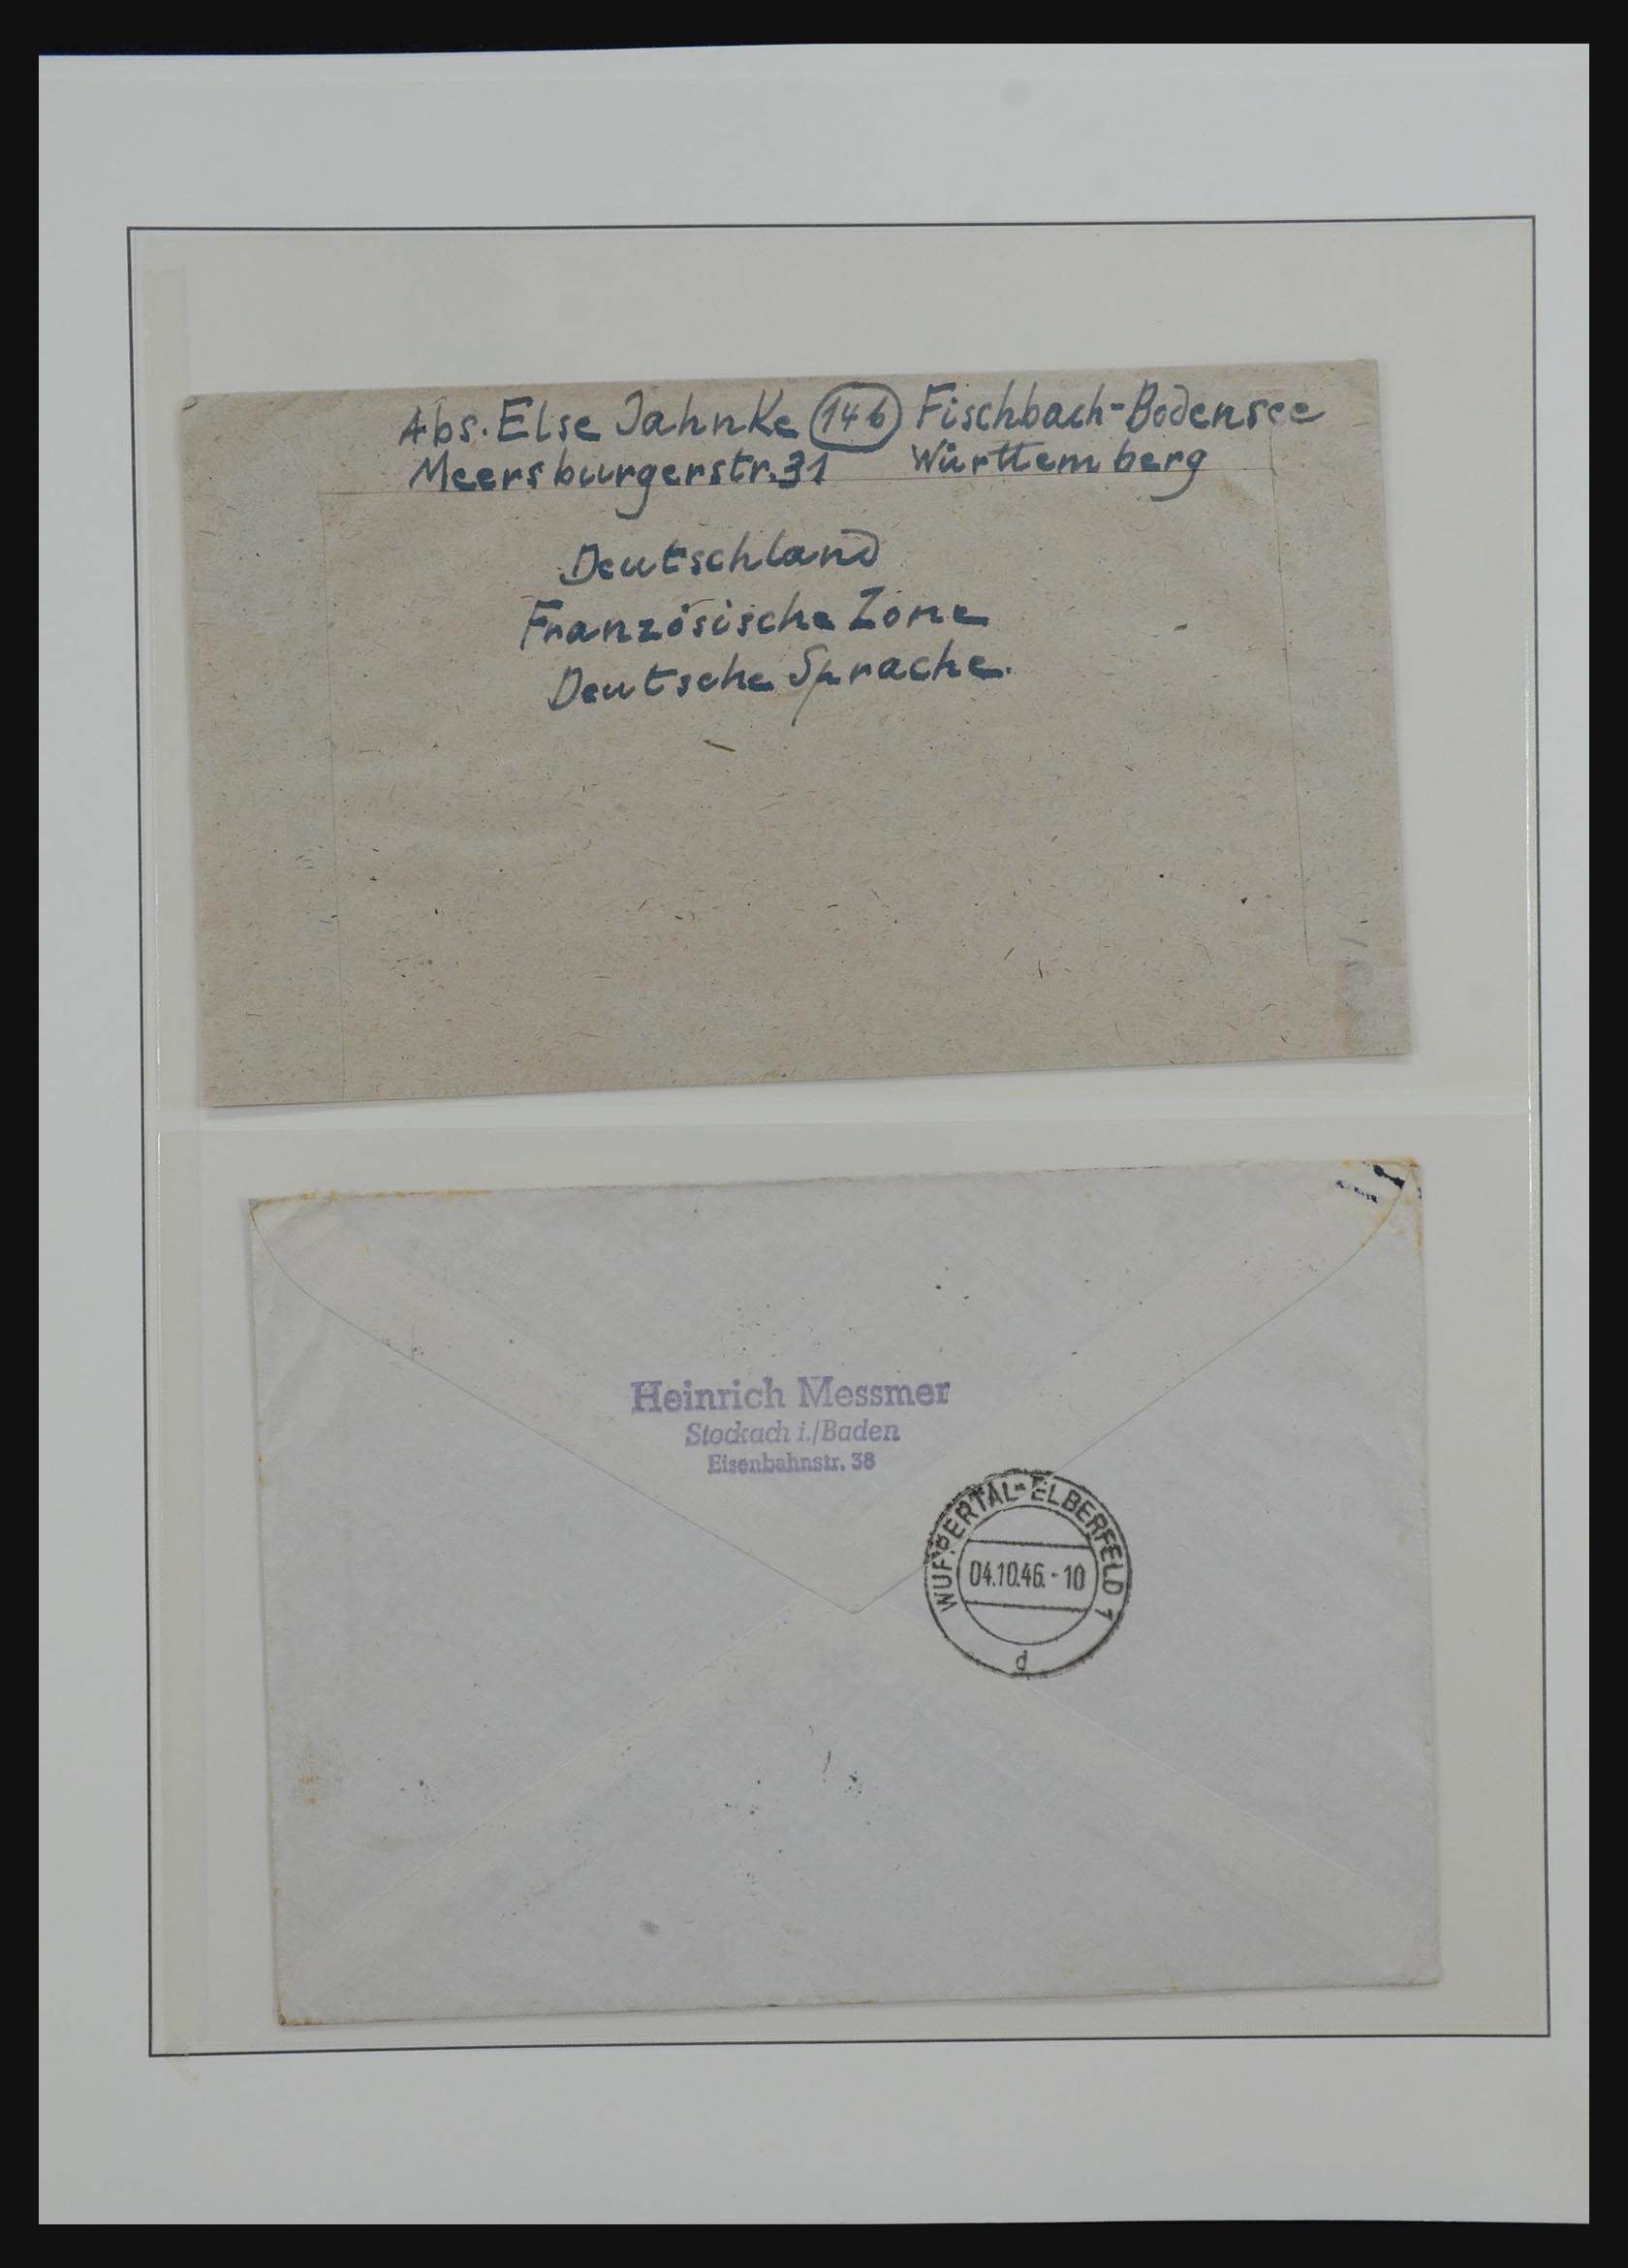 Abs. Else Jahnke 14b Fischbach-Bodensee
Meersburgerstr. 31 Württemberg
Deutschland
Französische Zone
Deutsche Sprache.
Heinrich Messmer
Stockach i./Baden
Eisenbahnstr. 38
WUPPERTAL-ELBERFELD 1
04.10.46.-10
d